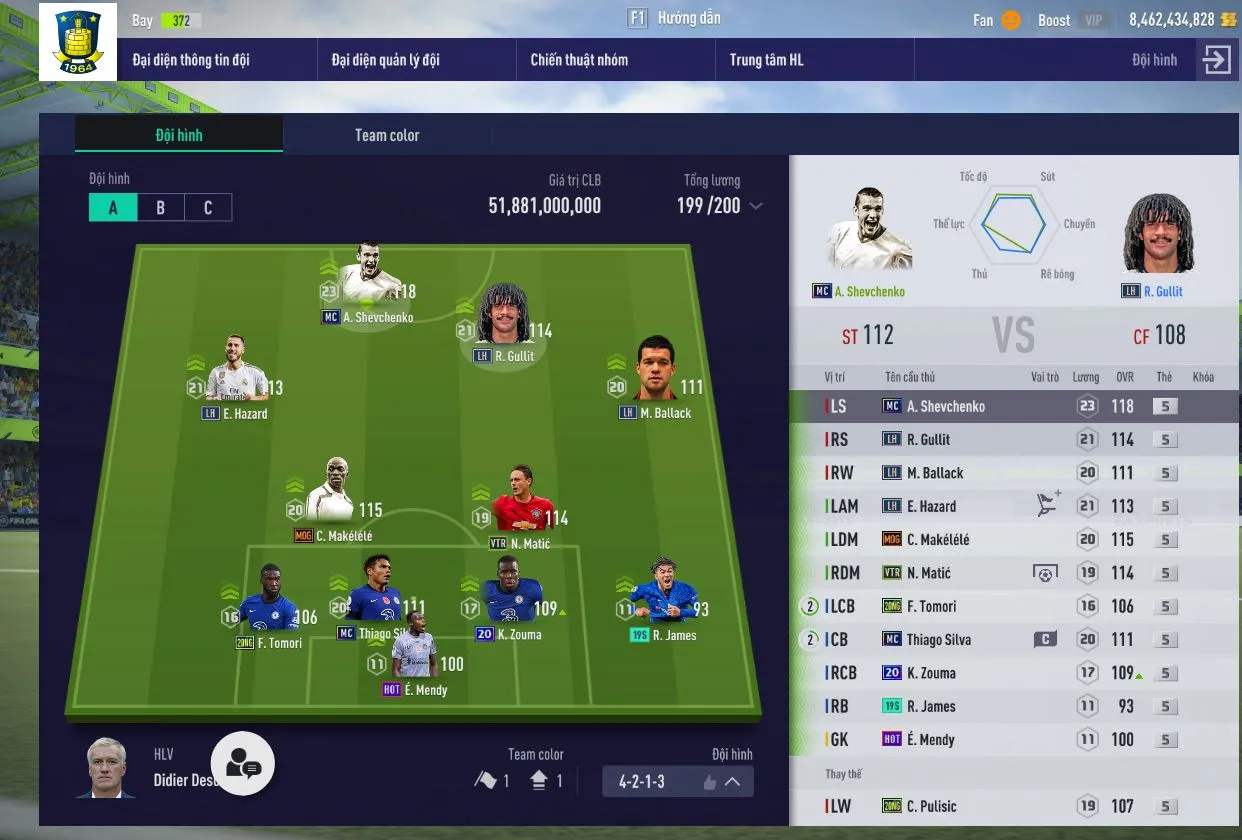 1964
Bay 372
F1 Hướng dẫn
Fan Boost VIP 8,462,434,828
Đại diện thông tin đội Đại diện quản lý đội Chiến thuật nhóm Trung tâm HL Đội hình
Đội hình Team color
Đội hình
A B C
Giá trị CLB
51,881,000,000
Tổng lương
199 /200
23 118
MC A. Shevchenko
21 114
LH R. Gullit
21 13
LH E. Hazard
20 111
LH M. Ballack
20 115
MOG C. Makélélé
19 114
VTR N. Matić
16 106
20NG F. Tomori
20 111
MC Thiago Sil
17 109
20 K. Zouma
11 93
19S R. James
11 100
HOT É. Mendy
HLV
Didier Desc
Team color
1 1
Đội hình
4-2-1-3
Tốc độ Sút
Thể lực Chuyền
Thủ Rê bóng
MC A. Shevchenko
LH R. Gullit
ST 112 VS CF 108
Vị trí Tên cầu thủ Vai trò Lương OVR Thẻ Khóa
LS MC A. Shevchenko 23 118 5
RS LH R. Gullit 21 114 5
RW LH M. Ballack 20 111 5
LAM LH E. Hazard 21 113 5
LDM MOG C. Makélélé 20 115 5
RDM VTR N. Matić 19 114 5
2 LCB 20NG F. Tomori 16 106 5
2 CB MC Thiago Silva C 20 111 5
RCB 20 K. Zouma 17 109 5
RB 19S R. James 11 93 5
GK HOT É. Mendy 11 100 5
Thay thế
LW 20NG C. Pulisic 19 107 5